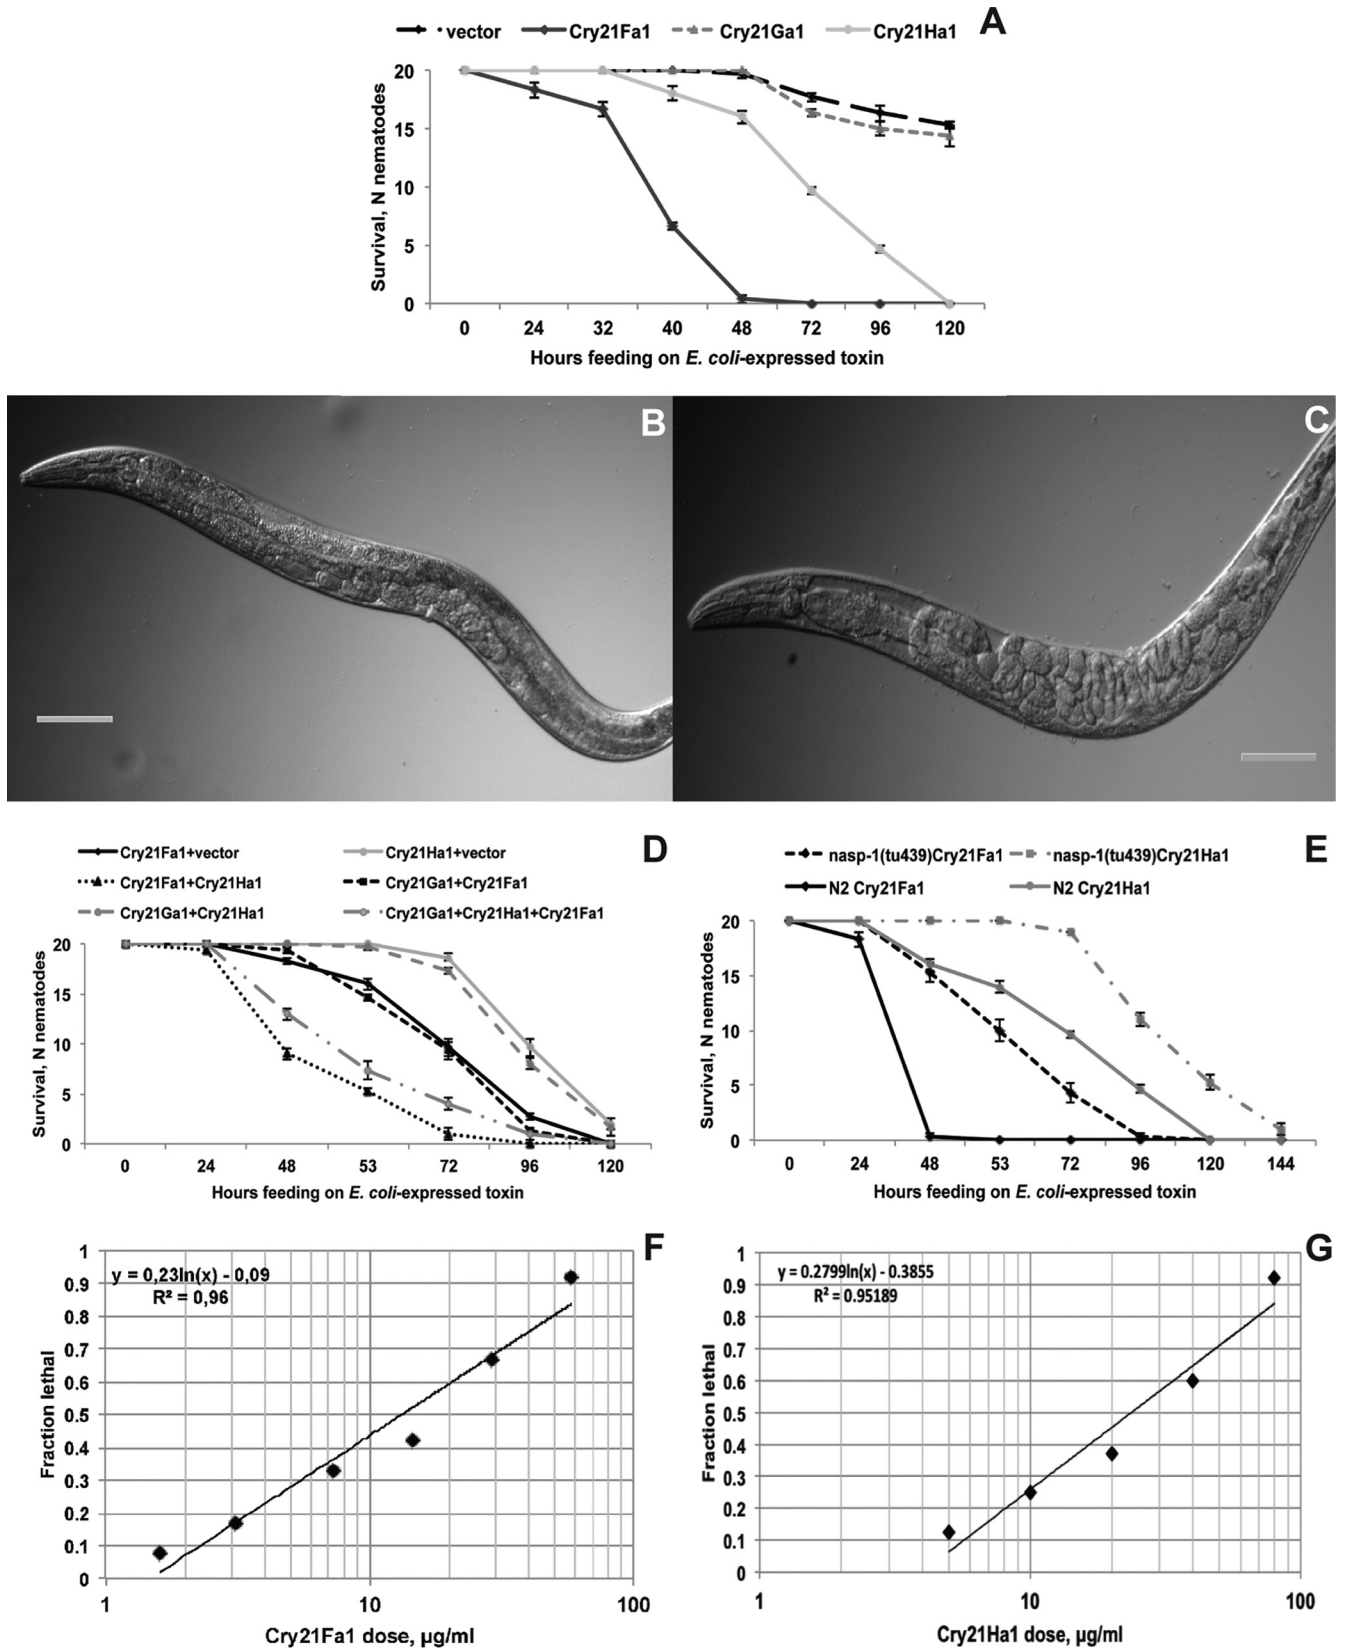 vector Cry21Fa1 Cry21Ga1 Cry21Ha1 A
Survival, N nematodes
20
15
10
5
0
0 24 32 40 48 72 96 120
Hours feeding on E. coli-expressed toxin
B
C
D
Cry21Fa1+vector Cry21Ha1+vector
Cry21Fa1+Cry21Ha1 Cry21Ga1+Cry21Fa1
Cry21Ga1+Cry21Ha1 Cry21Ga1+Cry21Ha1+Cry21Fa1
Survival, N nematodes
20
15
10
5
0
0 24 48 53 72 96 120
Hours feeding on E. coli-expressed toxin
E
nasp-1(tu439)Cry21Fa1 nasp-1(tu439)Cry21Ha1
N2 Cry21Fa1 N2 Cry21Ha1
Survival, N nematodes
20
15
10
5
0
0 24 48 53 72 96 120 144
Hours feeding on E. coli-expressed toxin
F
y = 0,23ln(x) - 0,09
R² = 0,96
Fraction lethal
1
0.9
0.8
0.7
0.6
0.5
0.4
0.3
0.2
0.1
0
1 10 100
Cry21Fa1 dose, µg/ml
G
y = 0.2799ln(x) - 0.3855
R² = 0.95189
Fraction lethal
1
0.9
0.8
0.7
0.6
0.5
0.4
0.3
0.2
0.1
0
1 10 100
Cry21Ha1 dose, µg/ml